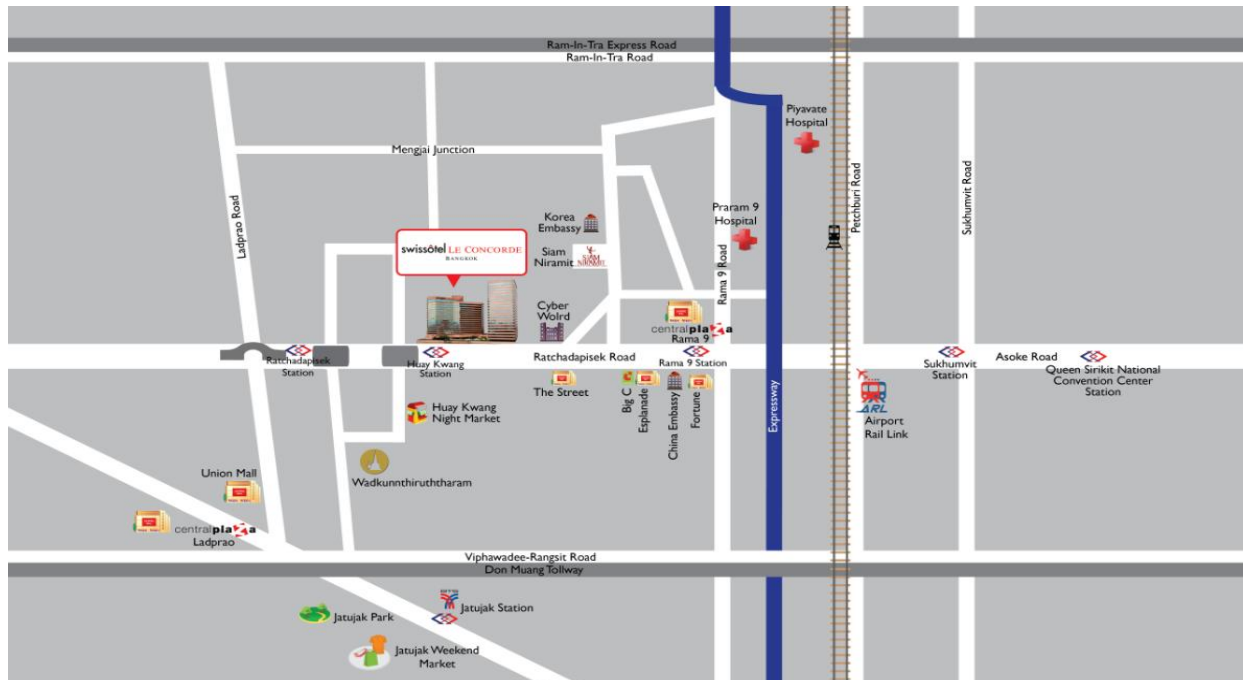 Ram-In-Tra Express Road
Ram-In-Tra Road
Piyavate
Hospital
Mengjai Junction
Ladprao Road
Petchburi Road
Sukhumvit Road
Praram 9
Hospital
Korea
Embassy
swissôtel LE CONCORDE
BANGKOK
Siam
Niramit
SIAM
NIRAMIT
Rama 9 Road
Cyber
Wolrd
centralplaza
Rama 9
Ratchadapisek
Station
Huay Kwang
Station
Ratchadapisek Road
Rama 9 Station
Sukhumvit
Station
Asoke Road
Queen Sirikit National
Convention Center
Station
The Street
Big C
Esplanade
China Embassy
Fortune
Expressway
ARL
Airport
Rail Link
Huay Kwang
Night Market
Wadkunnthiruththaram
Union Mall
centralplaza
Ladprao
Viphawadee-Rangsit Road
Don Muang Tollway
Jatujak Park
Jatujak Station
Jatujak Weekend
Market